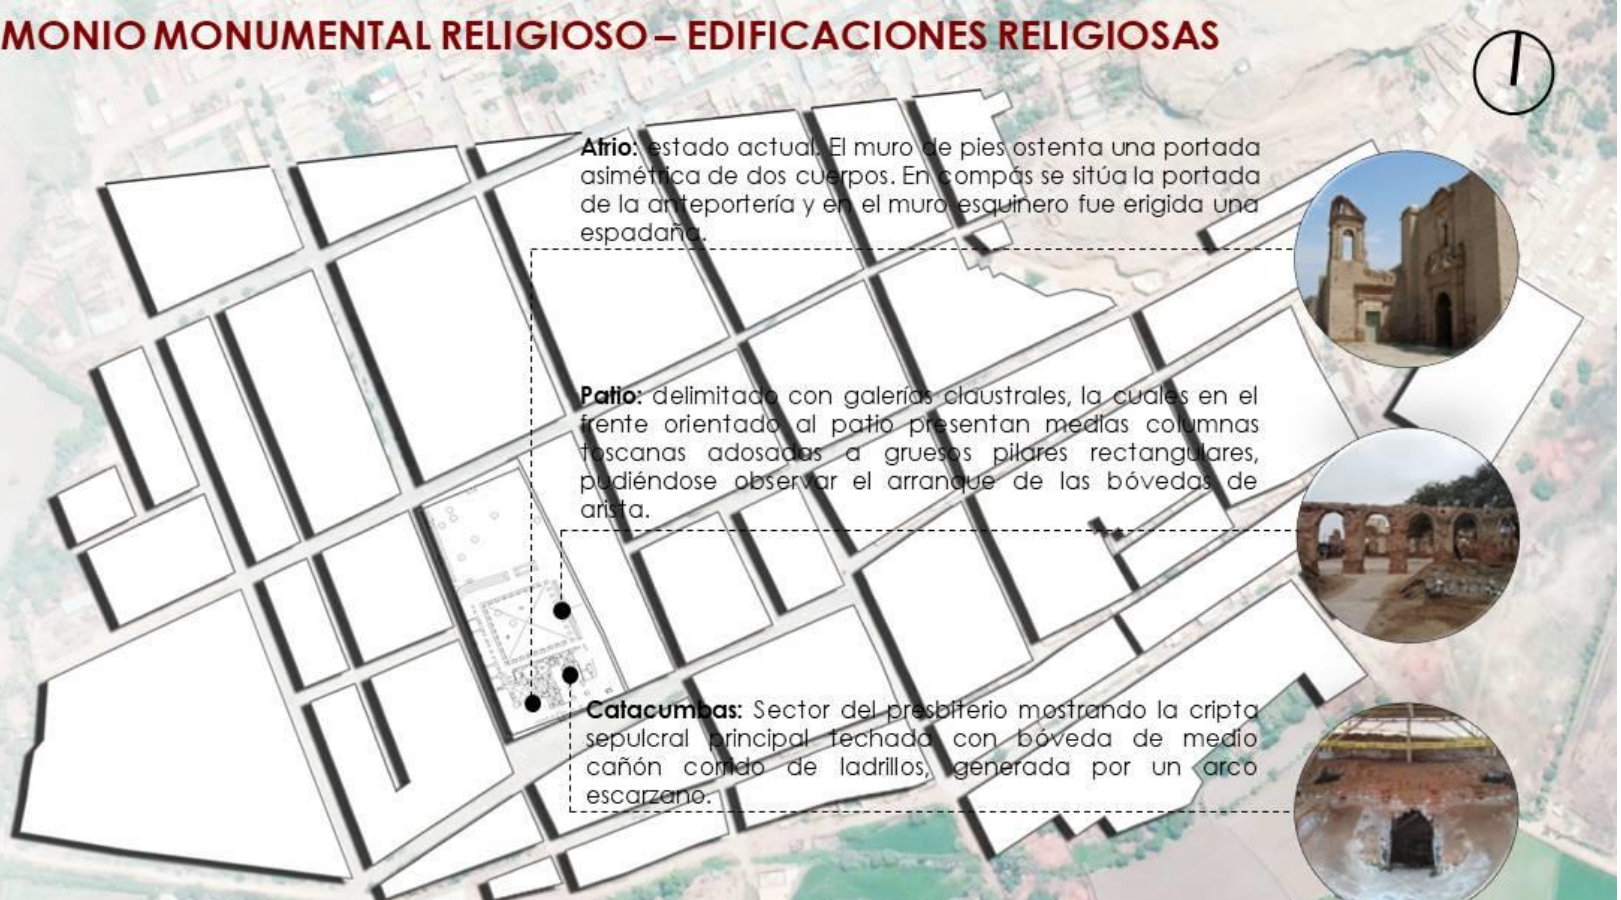 MONIO MONUMENTAL RELIGIOSO – EDIFICACIONES RELIGIOSAS
Atrio: estado actual. El muro de pies ostenta una portada
asimétrica de dos cuerpos. En compás se sitúa la portada
de la anteportería y en el muro esquinero fue erigida una
espadaña.
Patio: delimitado con galerías claustrales, la cuales en el
frente orientado al patio presentan medias columnas
toscanas adosadas a gruesos pilares rectangulares,
pudiéndose observar el arranque de las bóvedas de
arista.
Catacumbas: Sector del presbiterio mostrando la cripta
sepulcral principal techada con bóveda de medio
cañón corrido de ladrillos, generada por un arco
escarzano.